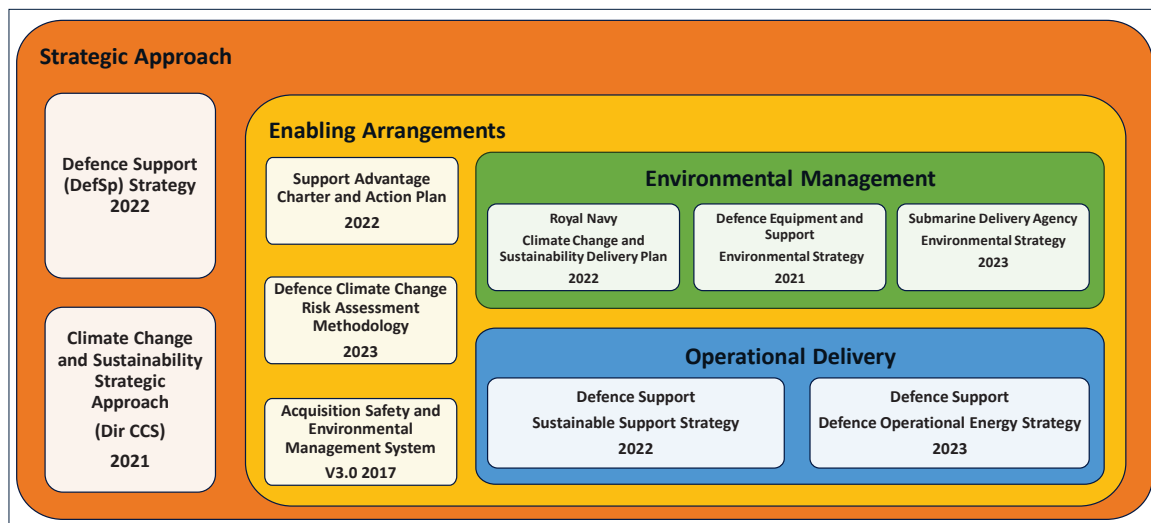 Strategic Approach
Defence Support
(DefSp) Strategy
2022
Climate Change
and Sustainability
Strategic
Approach
(Dir CCS)
2021
Enabling Arrangements
Support Advantage
Charter and Action Plan
2022
Defence Climate Change
Risk Assessment
Methodology
2023
Acquisition Safety and
Environmental
Management System
V3.0 2017
Environmental Management
Royal Navy
Climate Change and
Sustainability Delivery Plan
2022
Defence Equipment and
Support
Environmental Strategy
2021
Submarine Delivery Agency
Environmental Strategy
2023
Operational Delivery
Defence Support
Sustainable Support Strategy
2022
Defence Support
Defence Operational Energy Strategy
2023